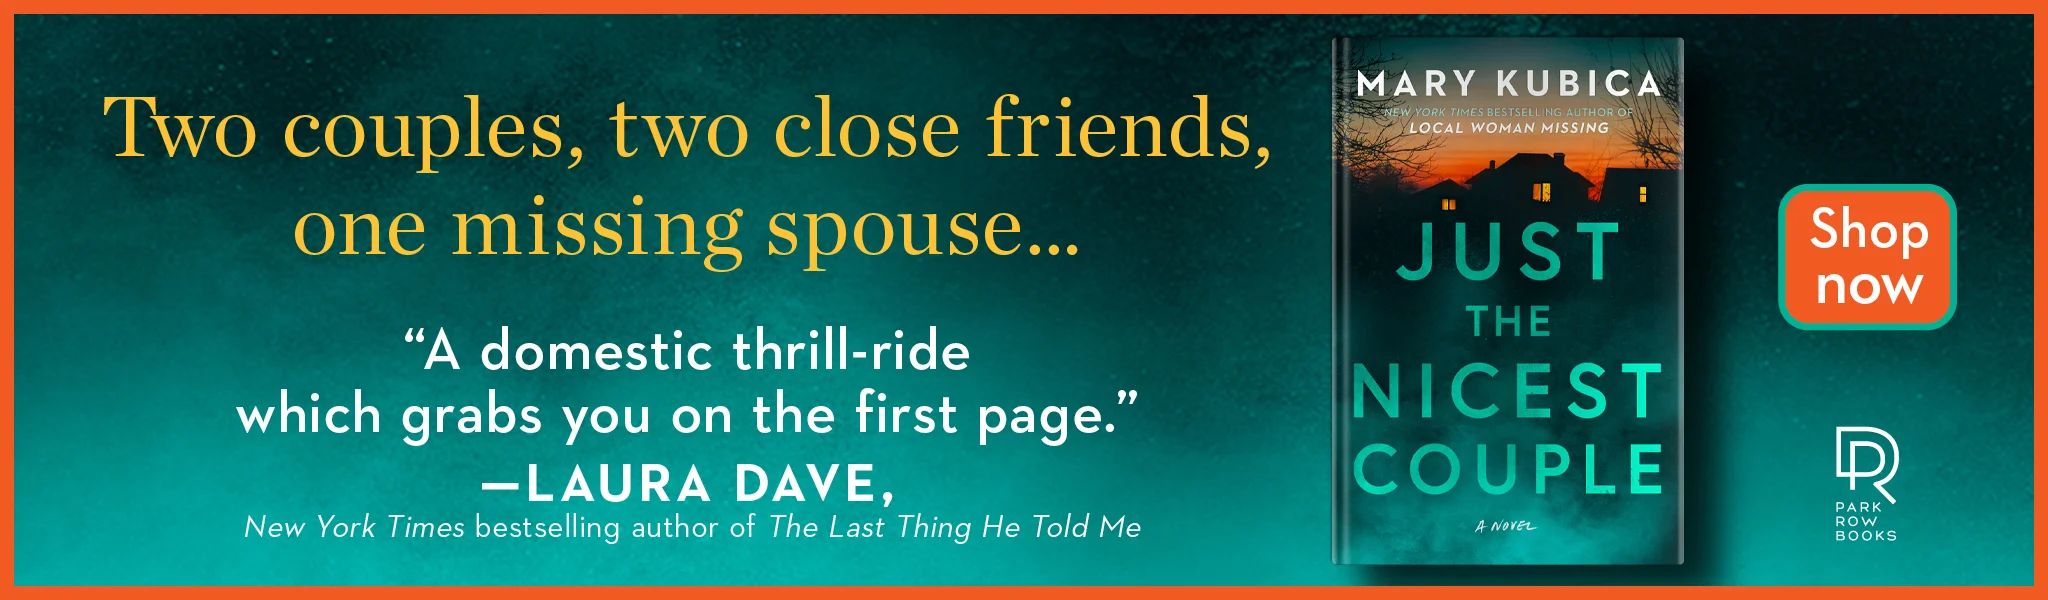 Two couples, two close friends,
one missing spouse...
“A domestic thrill-ride
which grabs you on the first page.”
—LAURA DAVE,
New York Times bestselling author of The Last Thing He Told Me
MARY KUBICA
NEW YORK TIMES BESTSELLING AUTHOR OF
LOCAL WOMAN MISSING
JUST
THE
NICEST
COUPLE
A NOVEL
Shop
now
PARK
ROW
BOOKS